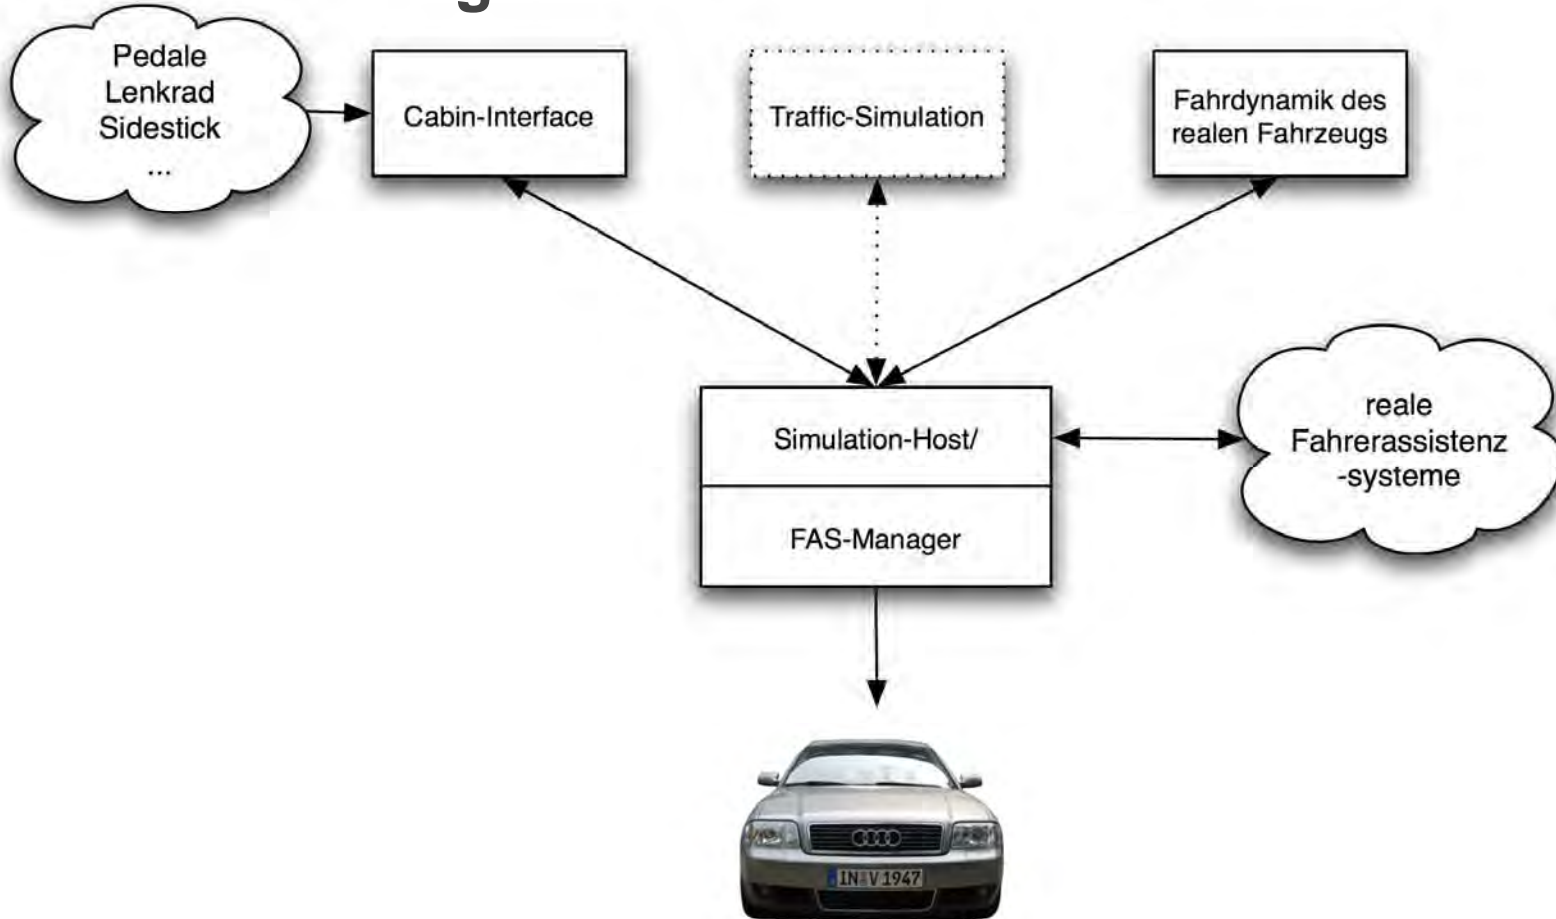 g
Pedale
Lenkrad
Sidestick
...
Cabin-Interface
Traffic-Simulation
Fahrdynamik des
realen Fahrzeugs
Simulation-Host/
FAS-Manager
reale
Fahrerassistenz
-systeme
IN V 1947